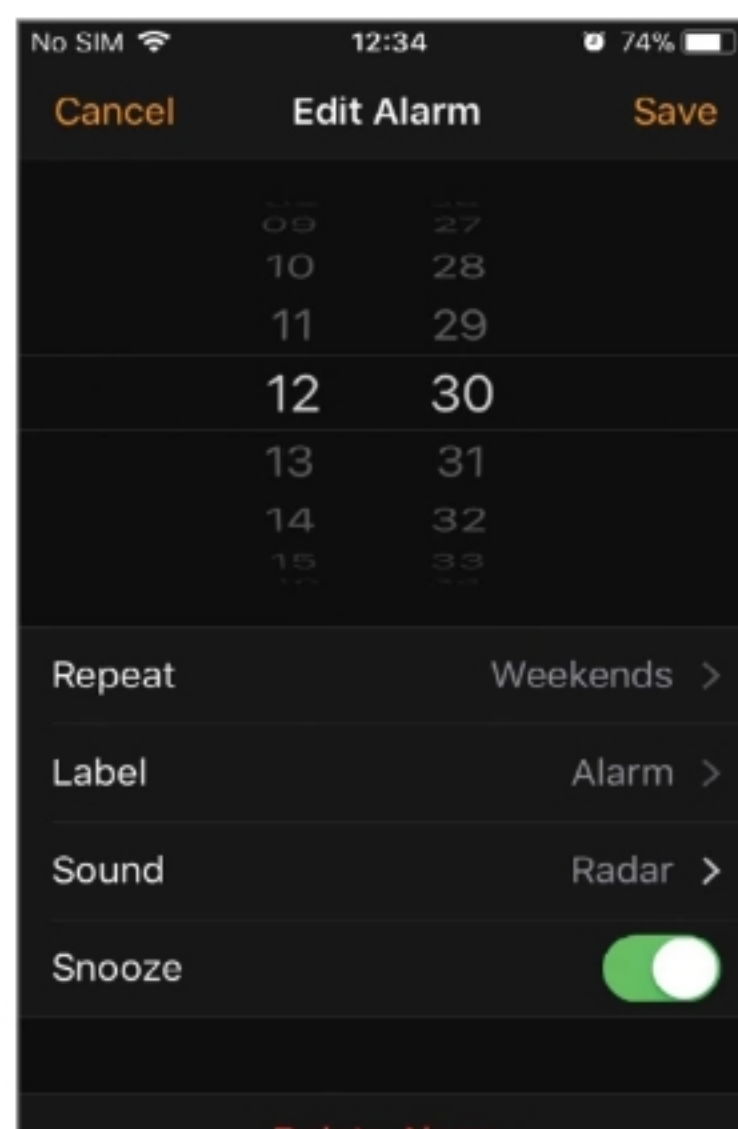 No SIM 12:34 74%
Cancel Edit Alarm Save
09 27
10 28
11 29
12 30
13 31
14 32
15 33
Repeat Weekends >
Label Alarm >
Sound Radar >
Snooze